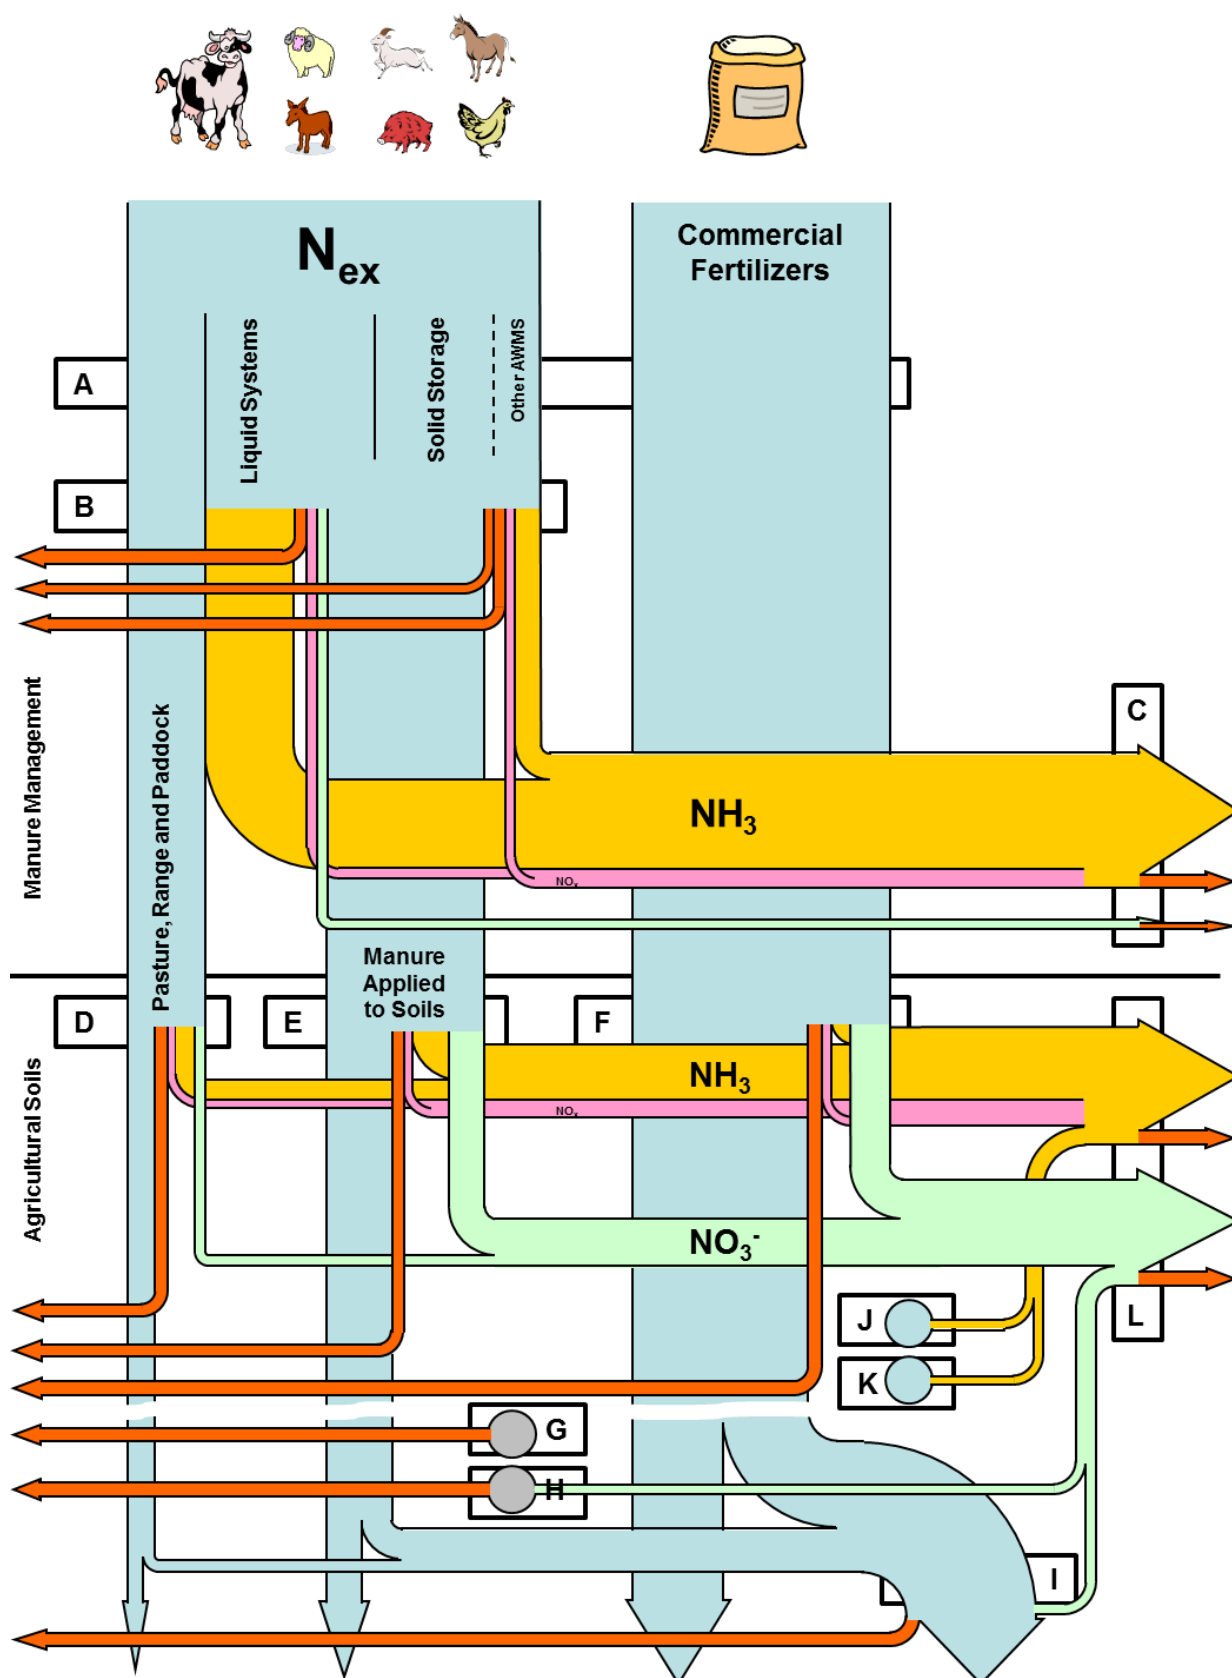 N_ex
Commercial
Fertilizers
Liquid Systems
Solid Storage
Other AWMS
A
B
C
Manure Management
Pasture, Range and Paddock
NH₃
NOₓ
Manure
Applied
to Soils
D
E
F
Agricultural Soils
NH₃
NOₓ
NO₃⁻
J
L
K
G
H
I